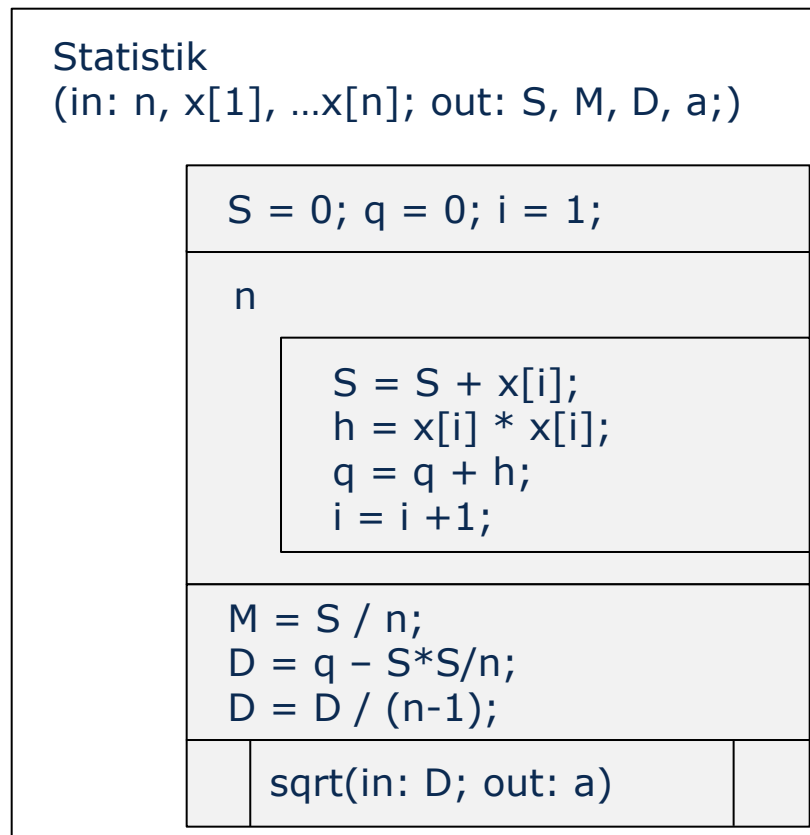 Statistik
(in: n, x[1], …x[n]; out: S, M, D, a;)
S = 0; q = 0; i = 1;
n
S = S + x[i];
h = x[i] * x[i];
q = q + h;
i = i +1;
M = S / n;
D = q – S*S/n;
D = D / (n-1);
sqrt(in: D; out: a)